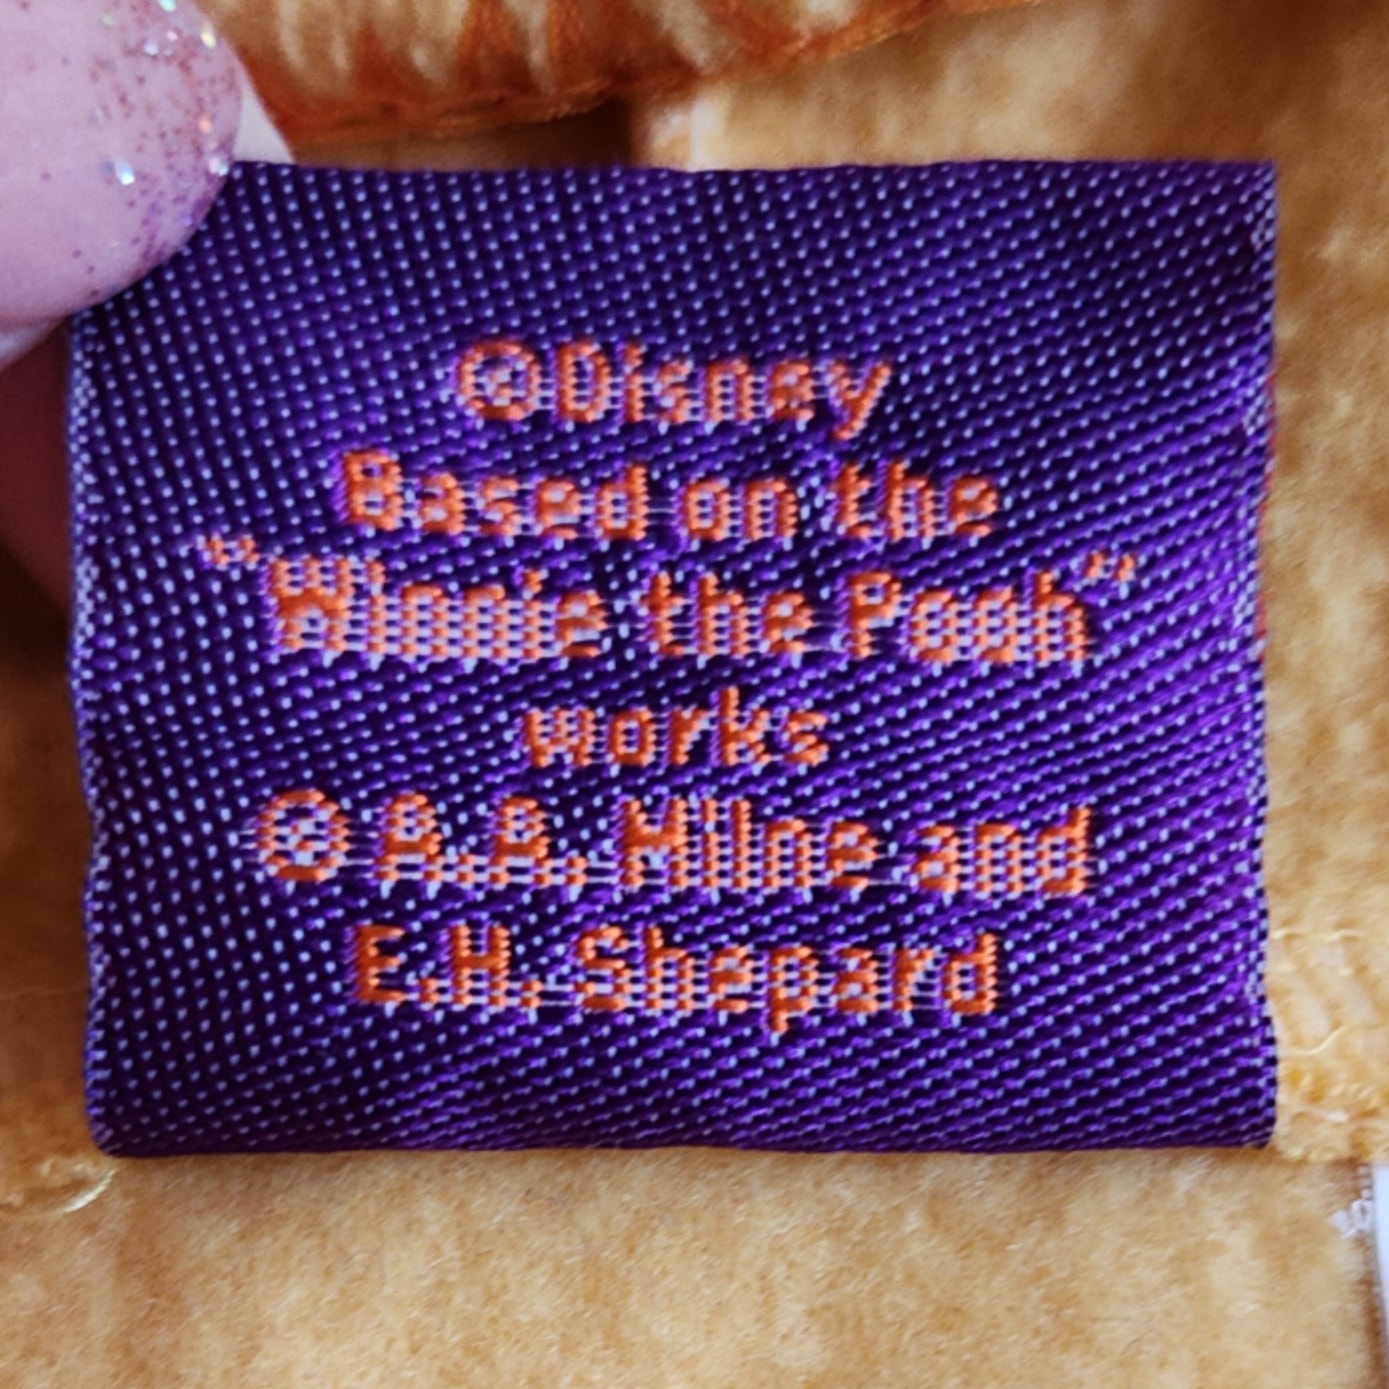 ©Disney
Based on the
"Winnie the Pooh"
works
© A.A. Milne and
E.H. Shepard